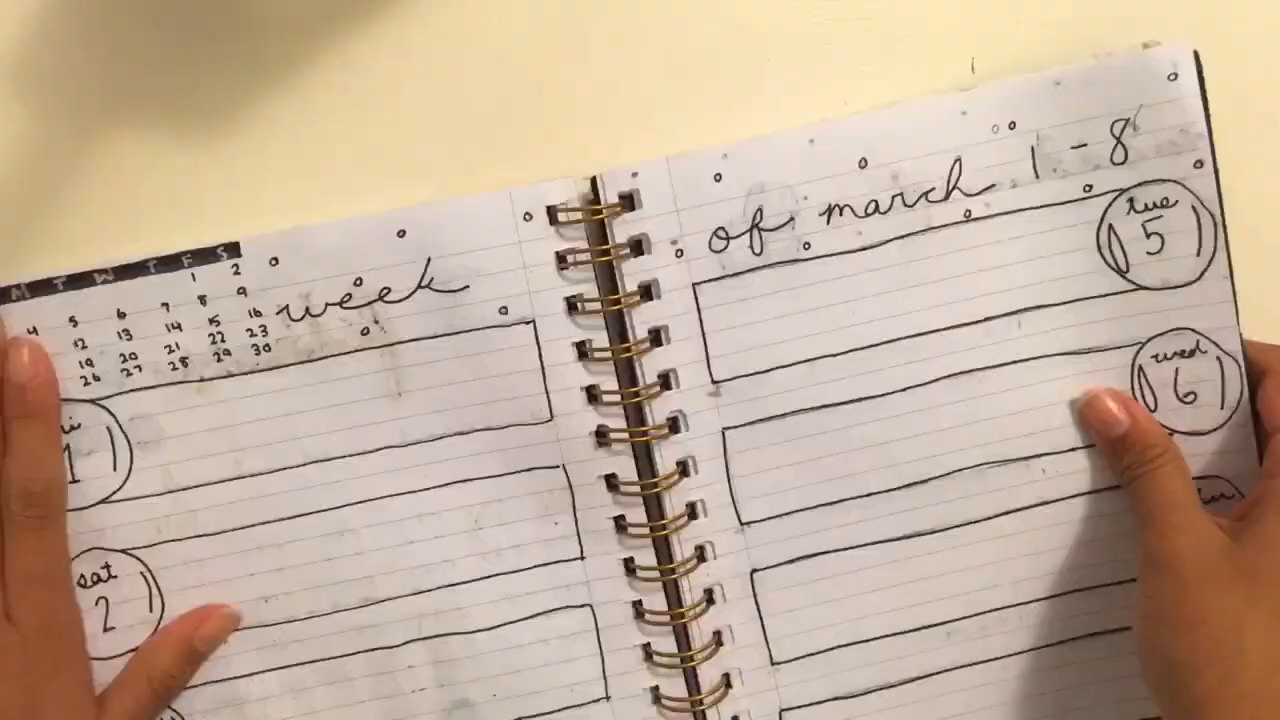 M T W T F S
1 2
4 5 6 7 8 9
12 13 14 15 16
19 20 21 22 23
26 27 28 29 30
week of march 1-8
1
sat
2
tue
5
wed
6